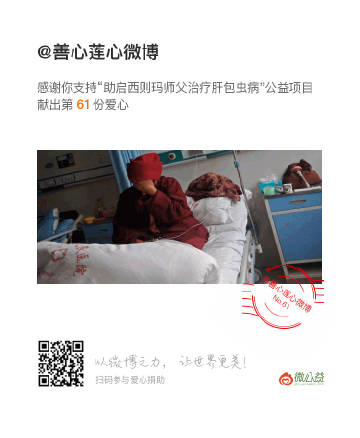 @善心莲心微博
感谢你支持“助启西则玛师父治疗肝包虫病”公益项目
献出第 61 份爱心
@善心莲心微博
No.61
以微博之力，让世界更美！
扫码参与爱心捐助
微公益